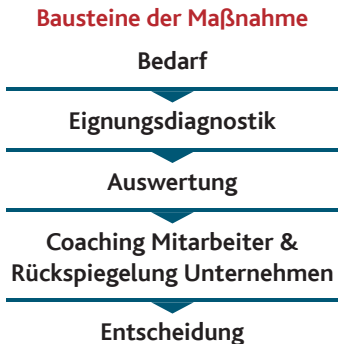 Bausteine der Maßnahme
Bedarf
Eignungsdiagnostik
Auswertung
Coaching Mitarbeiter &
Rückspiegelung Unternehmen
Entscheidung